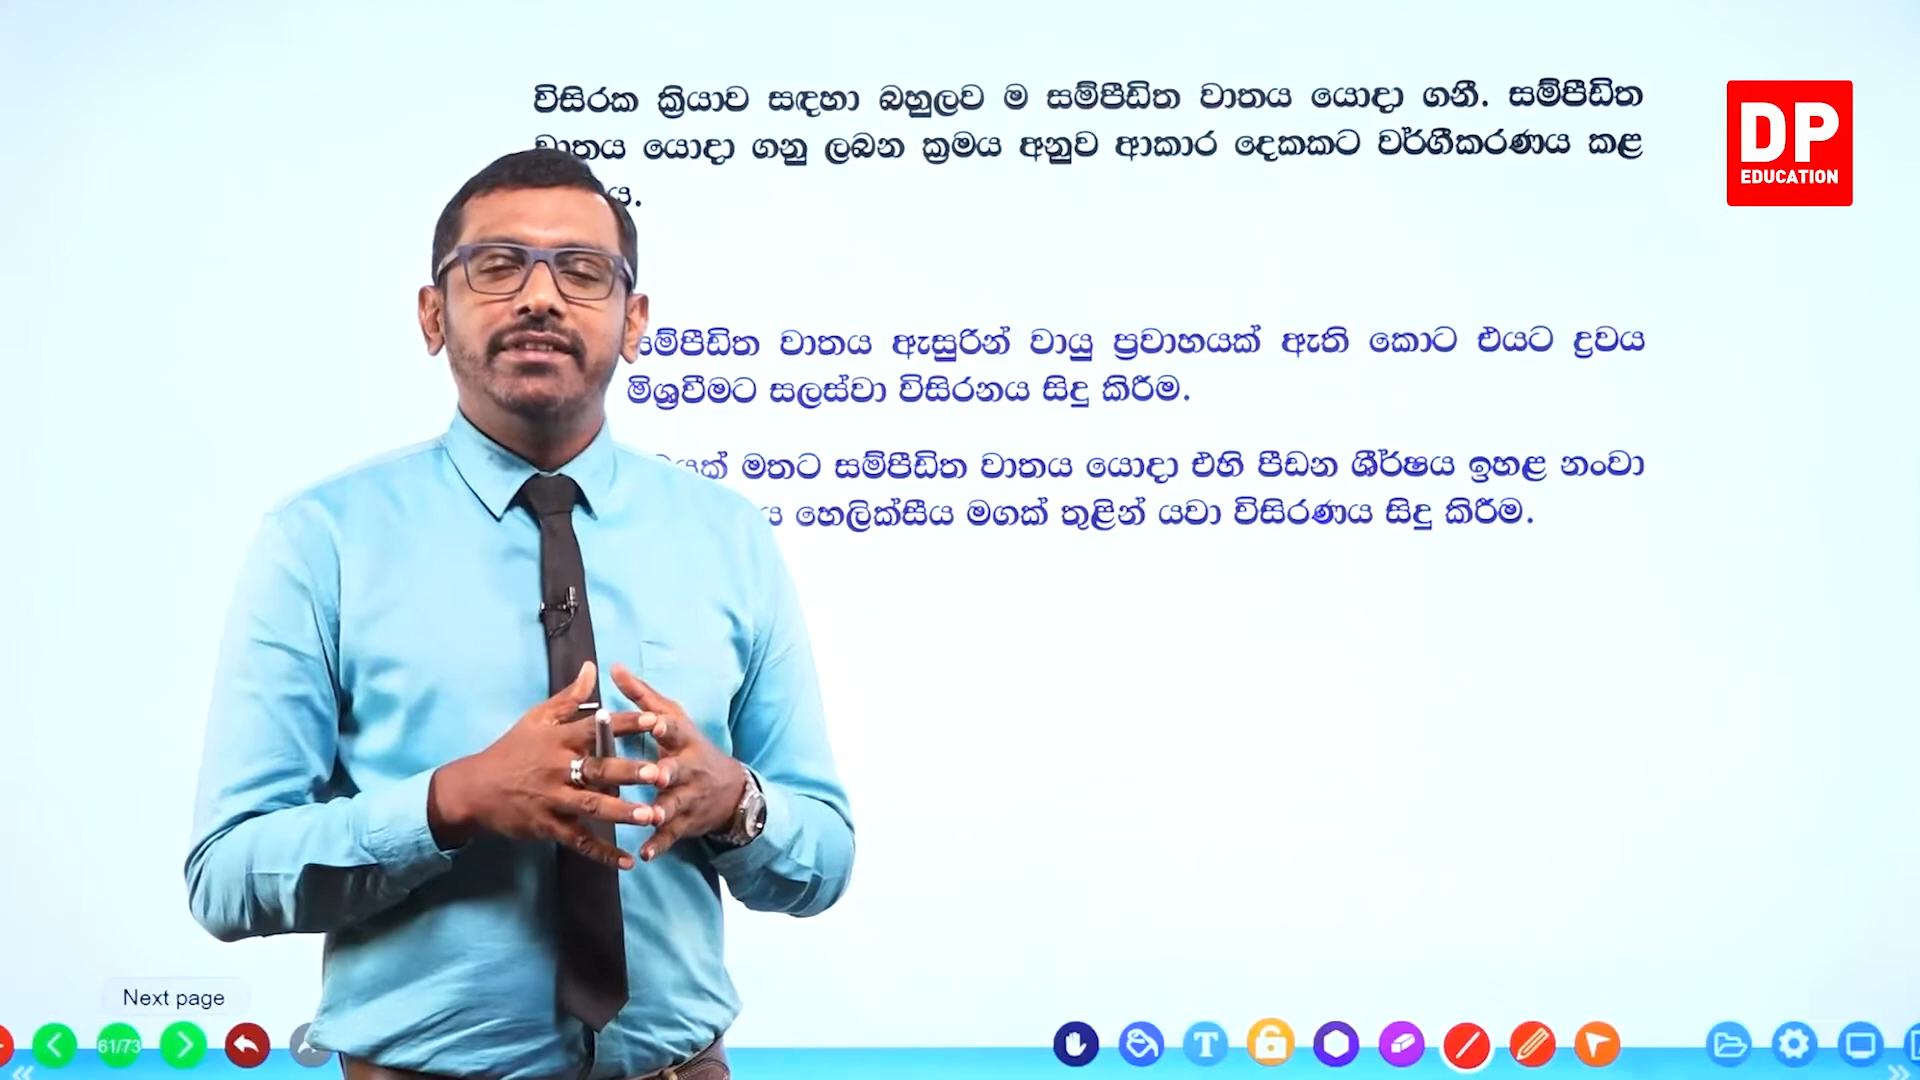 විසිරක ක්‍රියාව සඳහා බහුලව ම සම්පීඩිත වාතය යොදා ගනී. සම්පීඩිත
වාතය යොදා ගනු ලබන ක්‍රමය අනුව ආකාර දෙකකට වර්ගීකරණය කළ
DP
EDUCATION
සම්පීඩිත වාතය ඇසුරින් වායු ප්‍රවාහයක් ඇති කොට එයට ද්‍රවය
මිශ්‍රවීමට සලස්වා විසිරනය සිදු කිරීම.
මතට සම්පීඩිත වාතය යොදා එහි පීඩන ශීර්ෂය ඉහළ නංවා
හෙලික්සීය මගක් තුළින් යවා විසිරණය සිදු කිරීම.
Next page
61/73
T